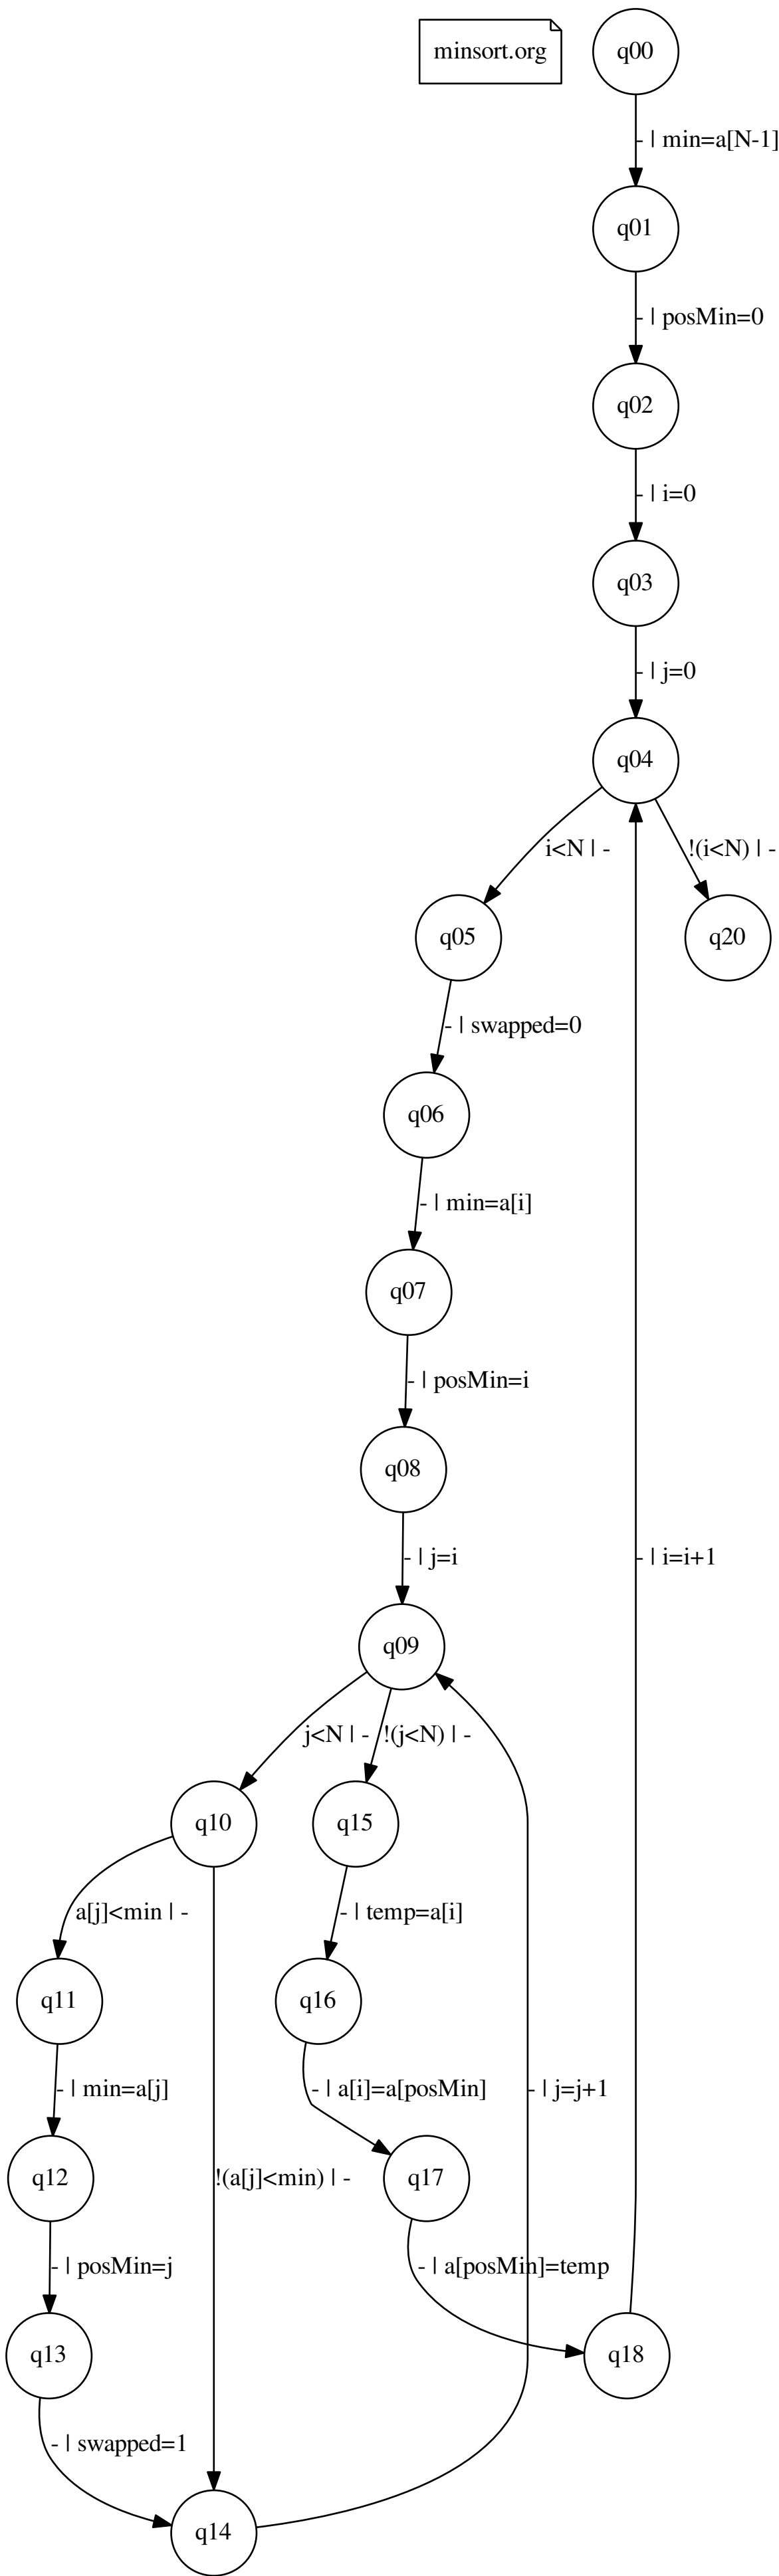 minsort.org
q00
- | min=a[N-1]
q01
- | posMin=0
q02
- | i=0
q03
- | j=0
q04
i<N | -
!(i<N) | -
q05
q20
- | swapped=0
q06
- | min=a[i]
q07
- | posMin=i
q08
- | j=i
- | i=i+1
q09
j<N | -
!(j<N) | -
q10
q15
a[j]<min | -
- | temp=a[i]
q11
q16
- | min=a[j]
- | a[i]=a[posMin]
- | j=j+1
q12
!(a[j]<min) | -
q17
- | posMin=j
- | a[posMin]=temp
q13
q18
- | swapped=1
q14